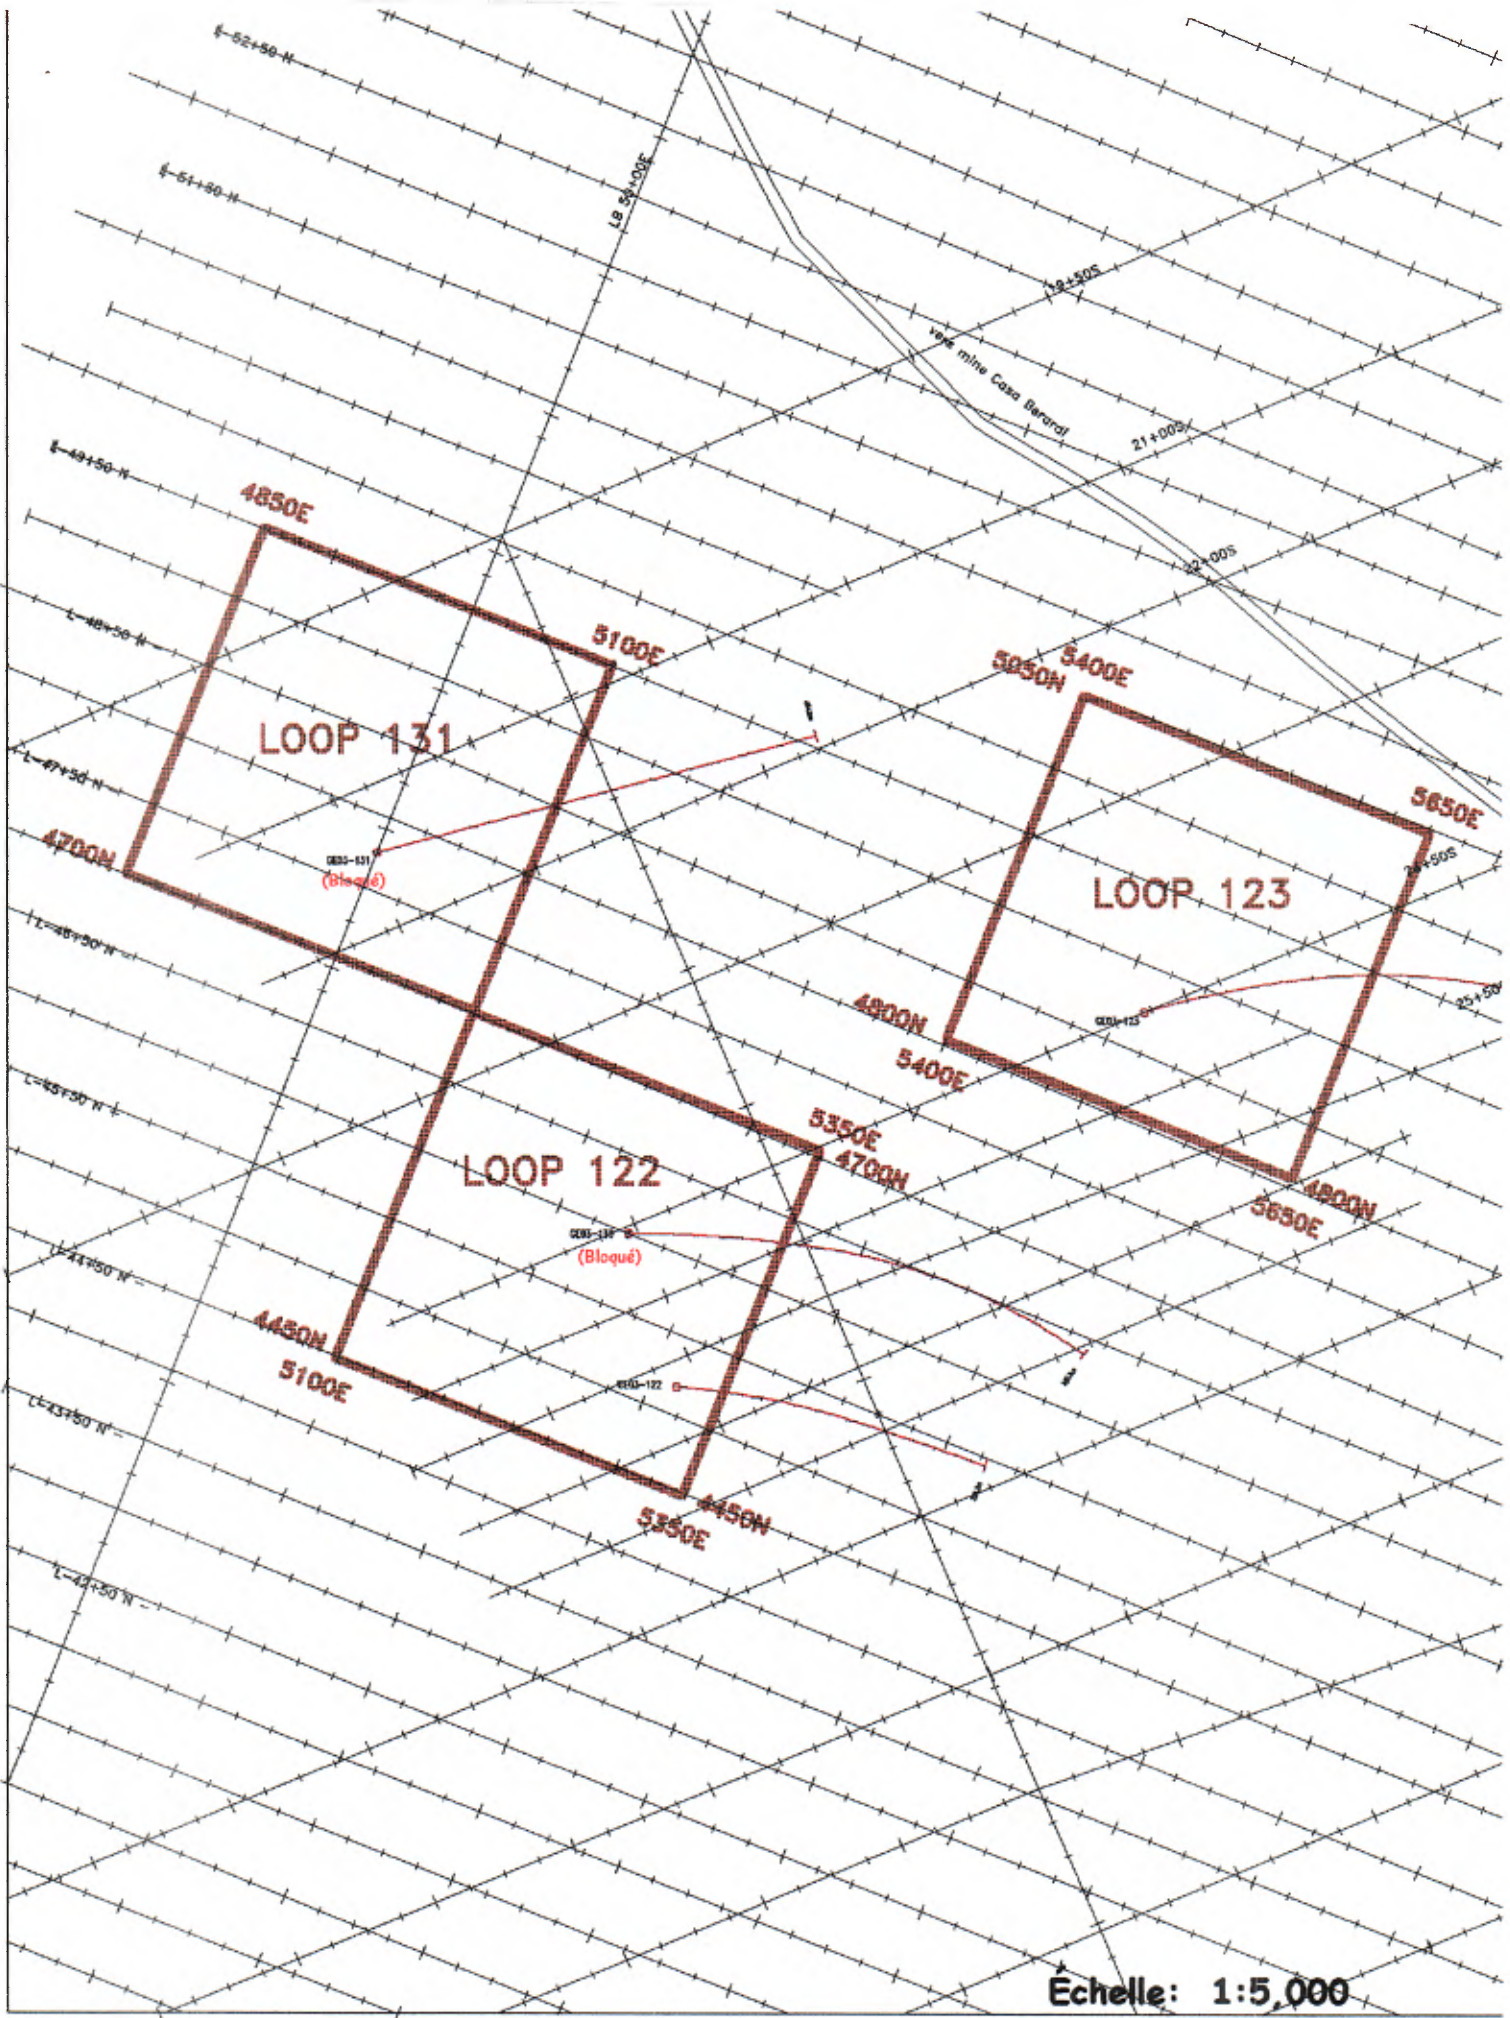 L-52+50 N
L-51+50 N
LB 50+00E
19+50S
vers mine Casa Berardi
21+00S
L-49+50 N
4850E
22+00S
L-48+50 N
5100E
5400E
5050N
LOOP 131
L-47+50 N
5650E
4700N
24+50S
(Bloqué)
LOOP 123
L-46+50 N
25+50
4800N
5400E
L-45+50 N
5350E
4700N
LOOP 122
4800N
5650E
(Bloqué)
L-44+50 N
4450N
5100E
L-43+50 N
4450N
5350E
L-42+50 N
Échelle: 1:5,000